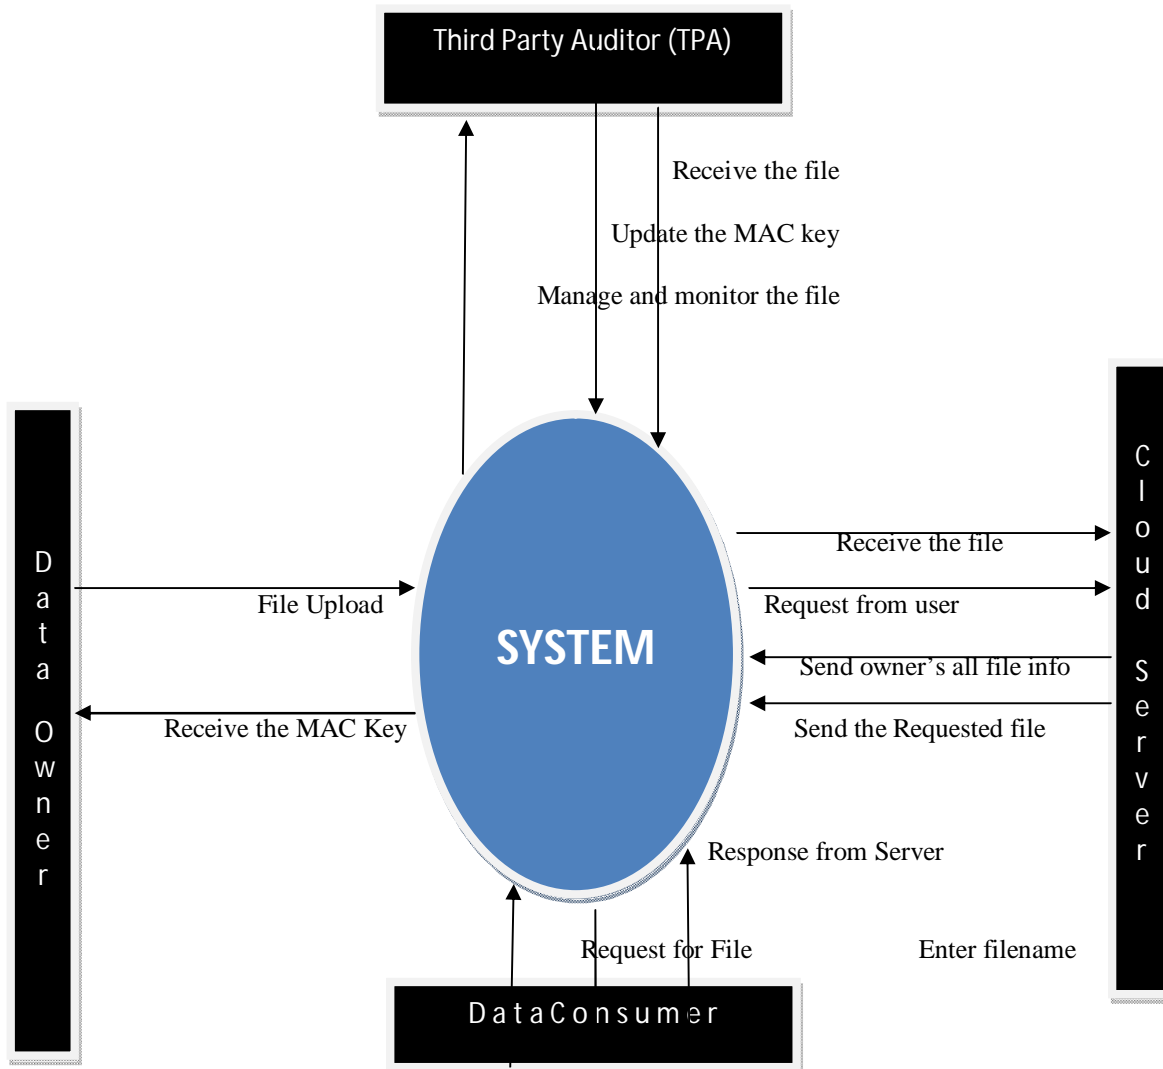 Third Party Auditor (TPA)
Receive the file
Update the MAC key
Manage and monitor the file
Data Owner
File Upload
Receive the MAC Key
SYSTEM
Receive the file
Request from user
Send owner’s all file info
Send the Requested file
Cloud Server
Response from Server
Request for File
Enter filename
DataConsumer